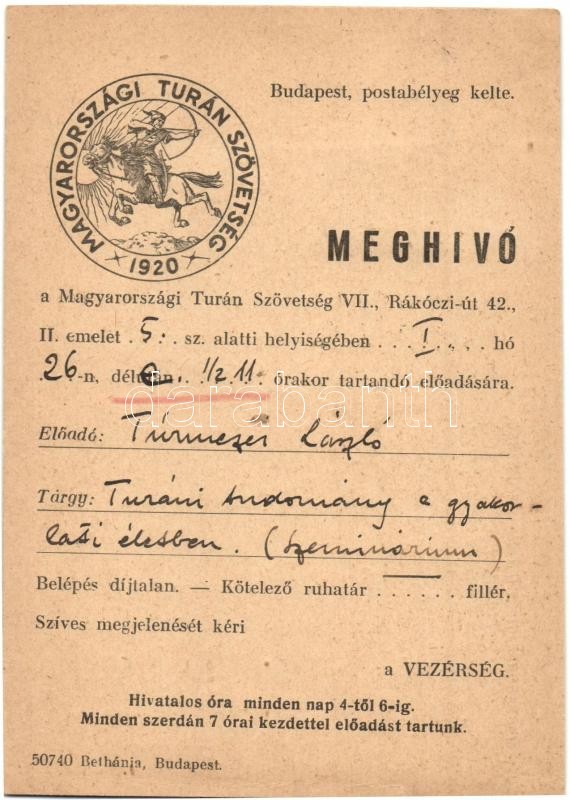 MAGYARORSZÁGI TURÁN SZÖVETSÉG
1920
Budapest, postabélyeg kelte.
MEGHIVÓ
a Magyarországi Turán Szövetség VII., Rákóczi-út 42.,
II. emelet . 5. . sz. alatti helyiségében . . . I. . . . hó
. 26 -n, délután . . 1/2 11 . . órakor tartandó előadására.
Előadó: Túrmezei László
Tárgy: Turáni tudomány a gyakor-
lati életben. (Szeminárium)
Belépés díjtalan. — Kötelező ruhatár . . . . . . fillér.
Szíves megjelenését kéri
a VEZÉRSÉG.
Hivatalos óra minden nap 4-től 6-ig.
Minden szerdán 7 órai kezdettel előadást tartunk.
50740 Bethánia, Budapest.
darabanth